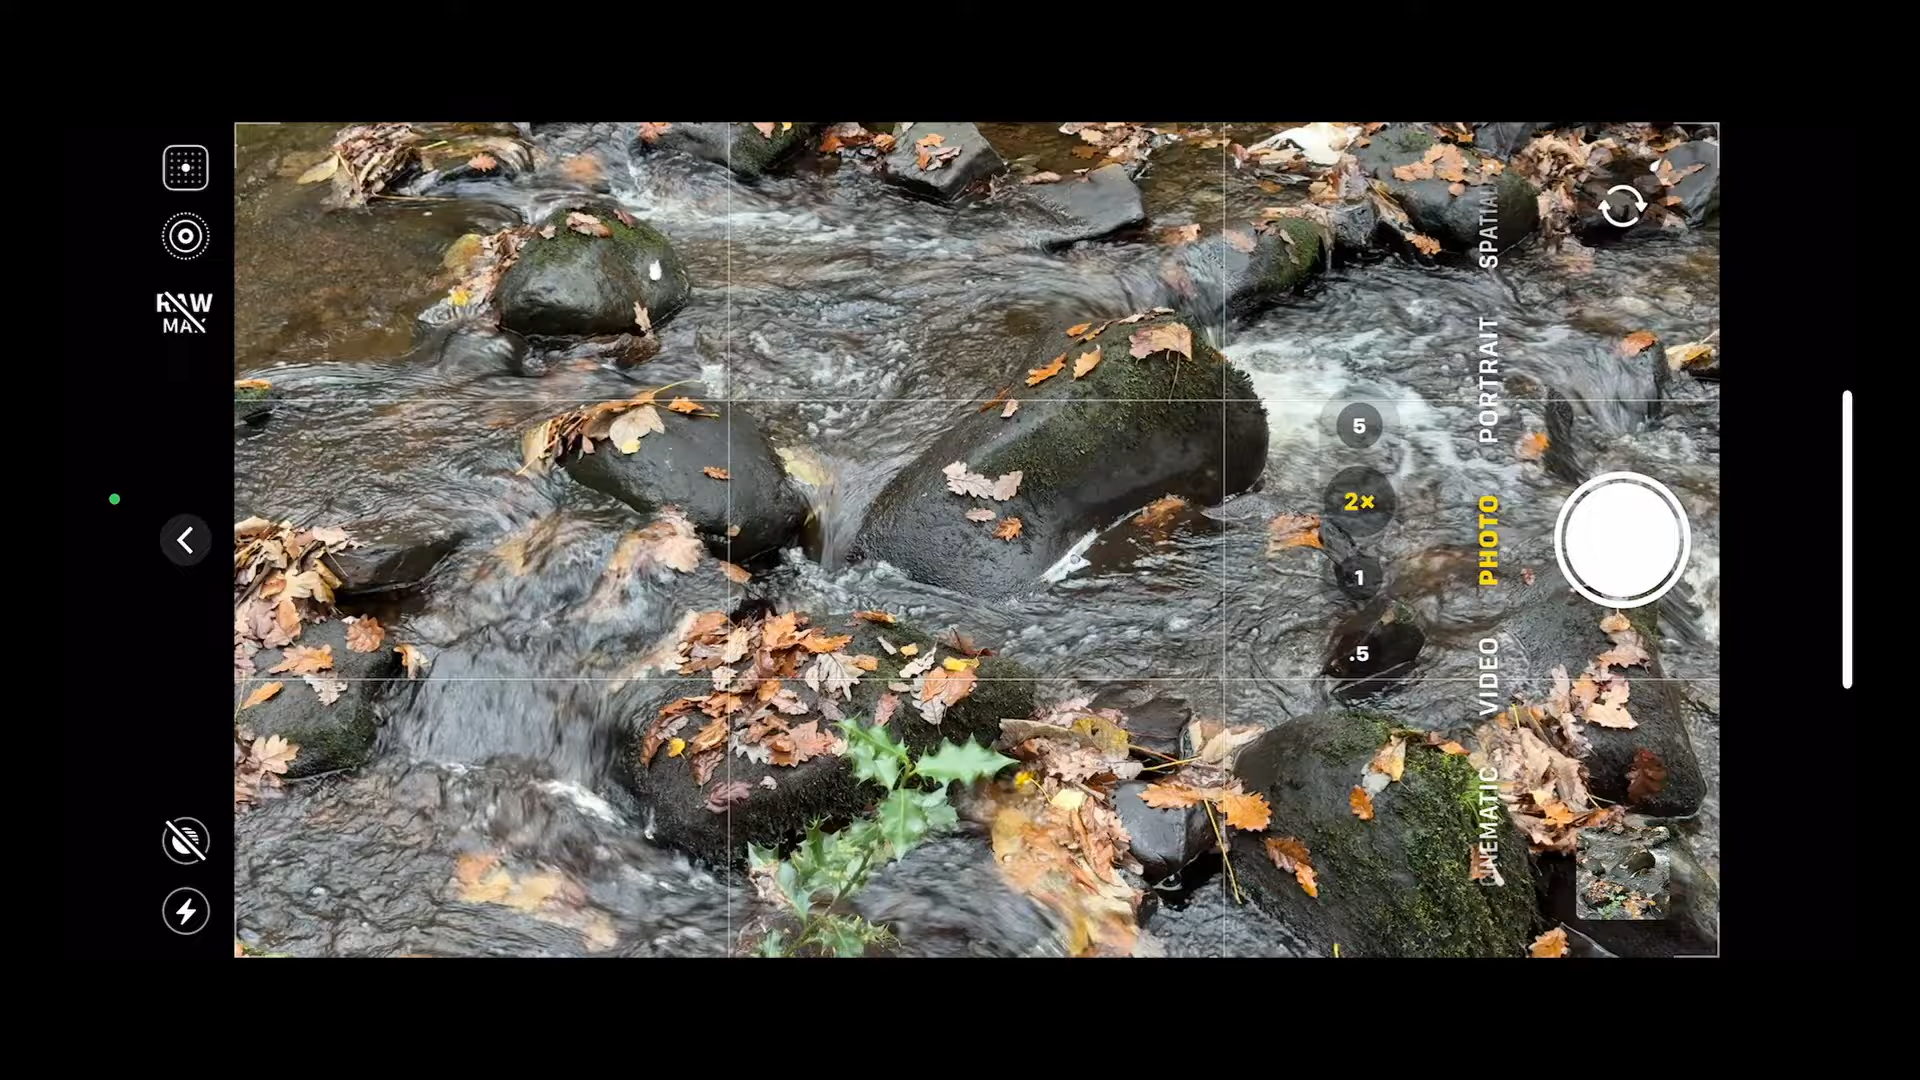 RAW
MAX
5
2×
1
.5
SPATIAL
PORTRAIT
PHOTO
VIDEO
CINEMATIC